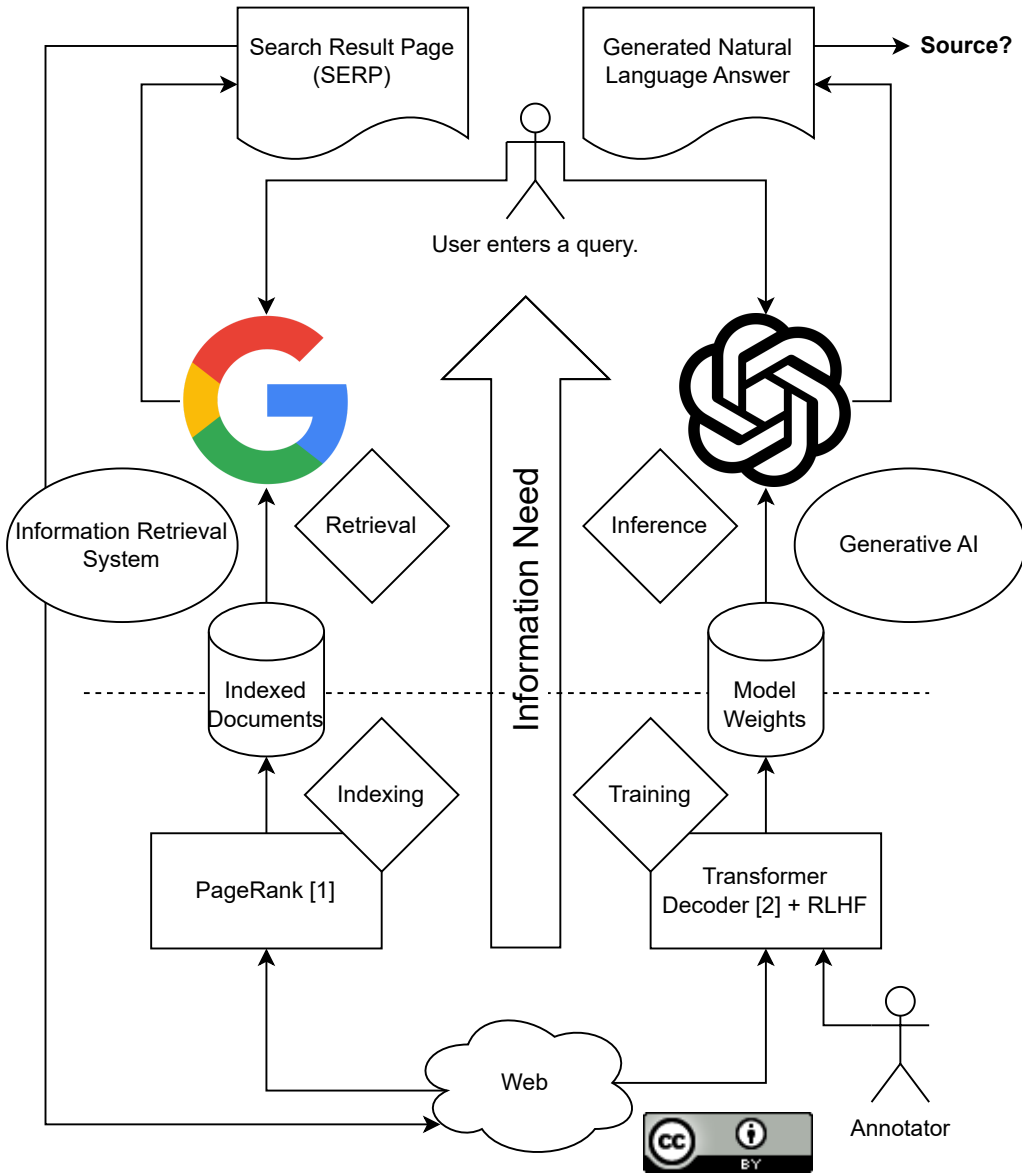 Search Result Page
(SERP)
Generated Natural
Language Answer
Source?
User enters a query.
Information Retrieval
System
Retrieval
Information Need
Inference
Generative AI
Indexed
Documents
Model
Weights
Indexing
Training
PageRank [1]
Transformer
Decoder [2] + RLHF
Web
Annotator
cc
BY